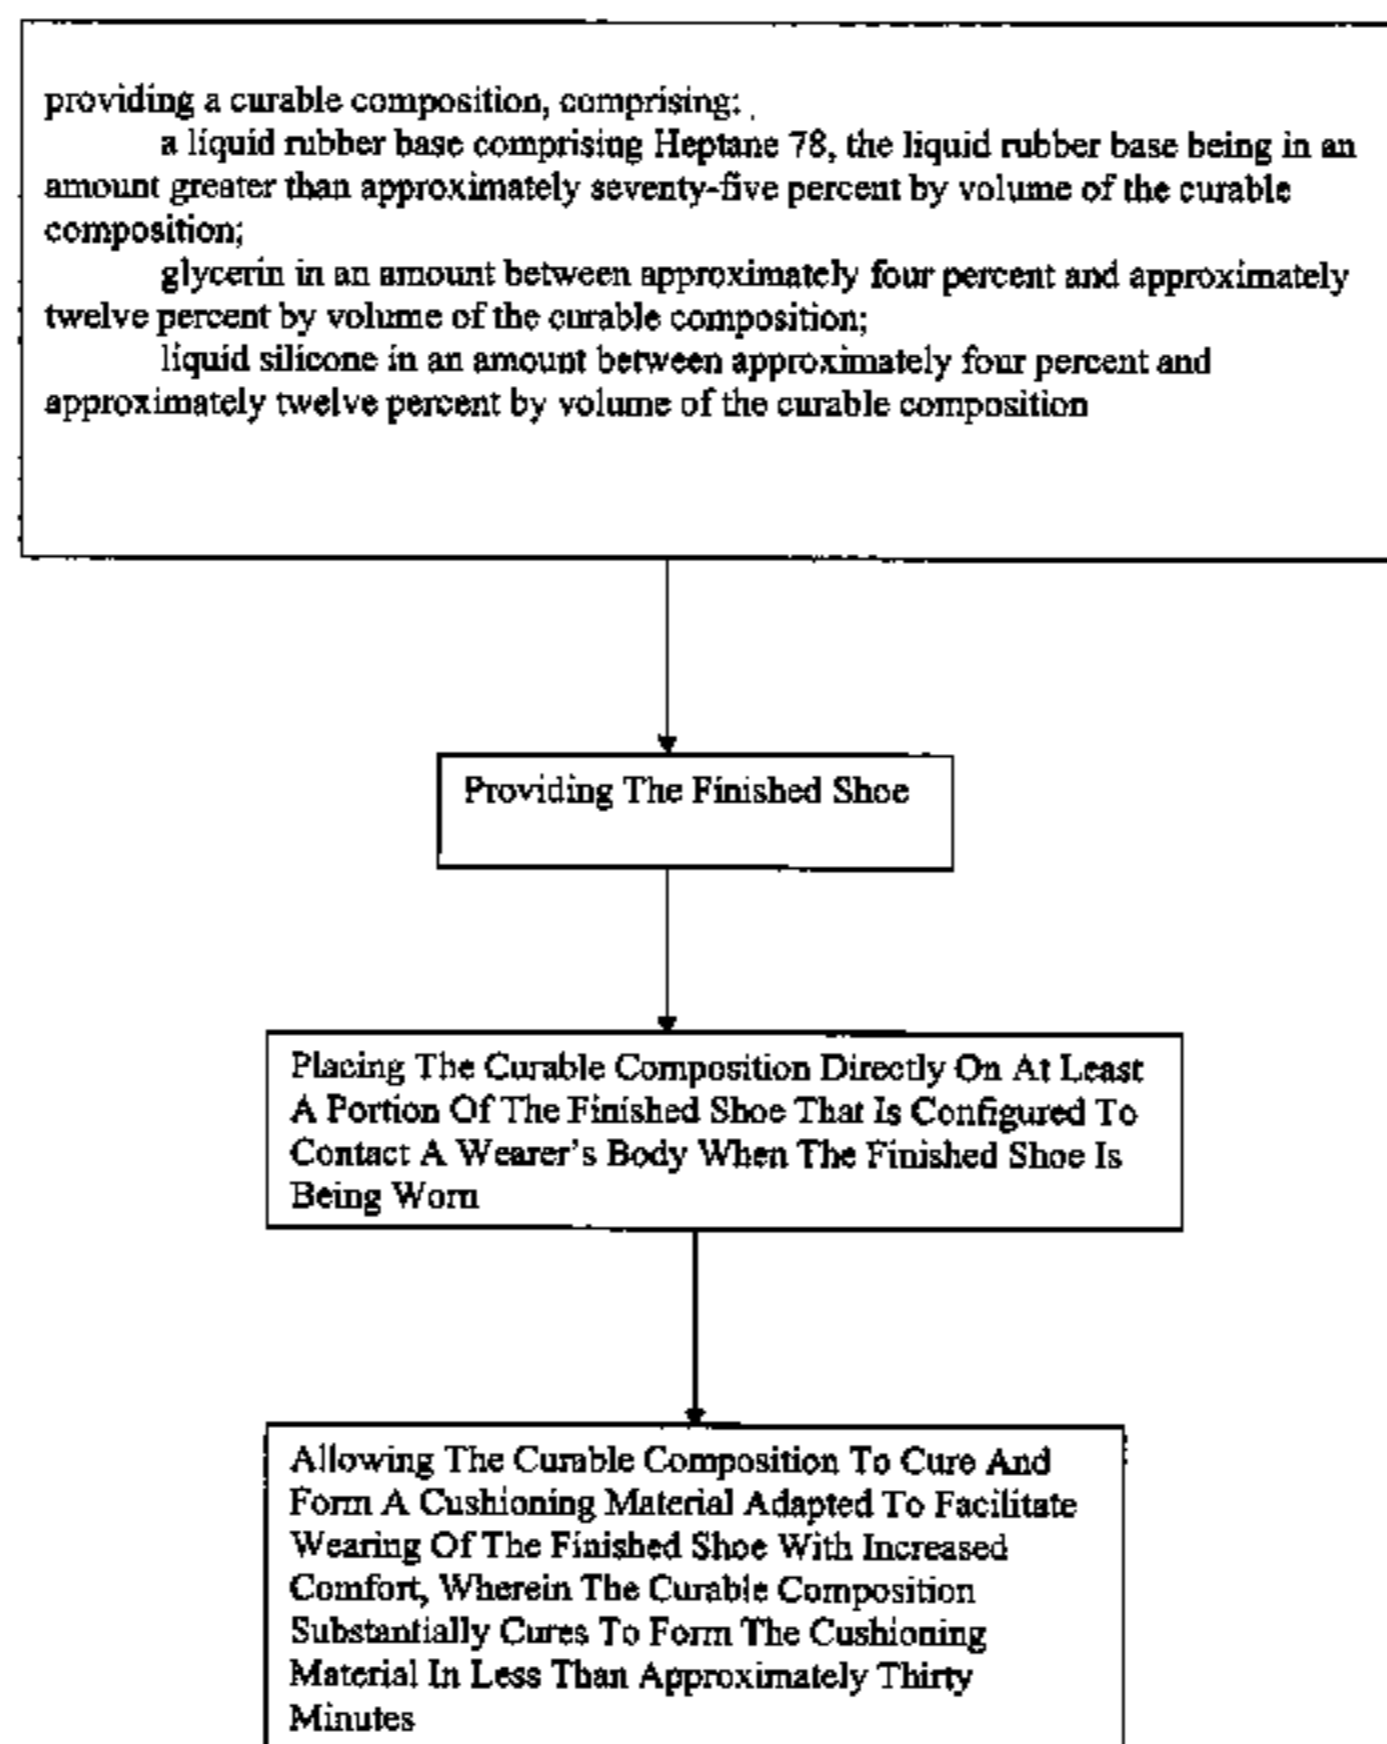 providing a curable composition, comprising:
a liquid rubber base comprising Heptane 78, the liquid rubber base being in an
amount greater than approximately seventy-five percent by volume of the curable
composition;
glycerin in an amount between approximately four percent and approximately
twelve percent by volume of the curable composition;
liquid silicone in an amount between approximately four percent and
approximately twelve percent by volume of the curable composition
Providing The Finished Shoe
Placing The Curable Composition Directly On At Least
A Portion Of The Finished Shoe That Is Configured To
Contact A Wearer's Body When The Finished Shoe Is
Being Worn
Allowing The Curable Composition To Cure And
Form A Cushioning Material Adapted To Facilitate
Wearing Of The Finished Shoe With Increased
Comfort, Wherein The Curable Composition
Substantially Cures To Form The Cushioning
Material In Less Than Approximately Thirty
Minutes